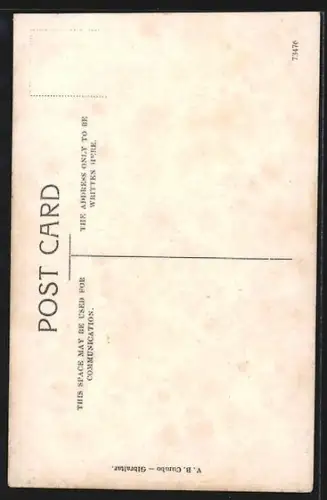 POST CARD
THIS SPACE MAY BE USED FOR
COMMUNICATION.
THE ADDRESS ONLY TO BE
WRITTEN HERE.
V. B. Cumbo — Gibraltar.
73476